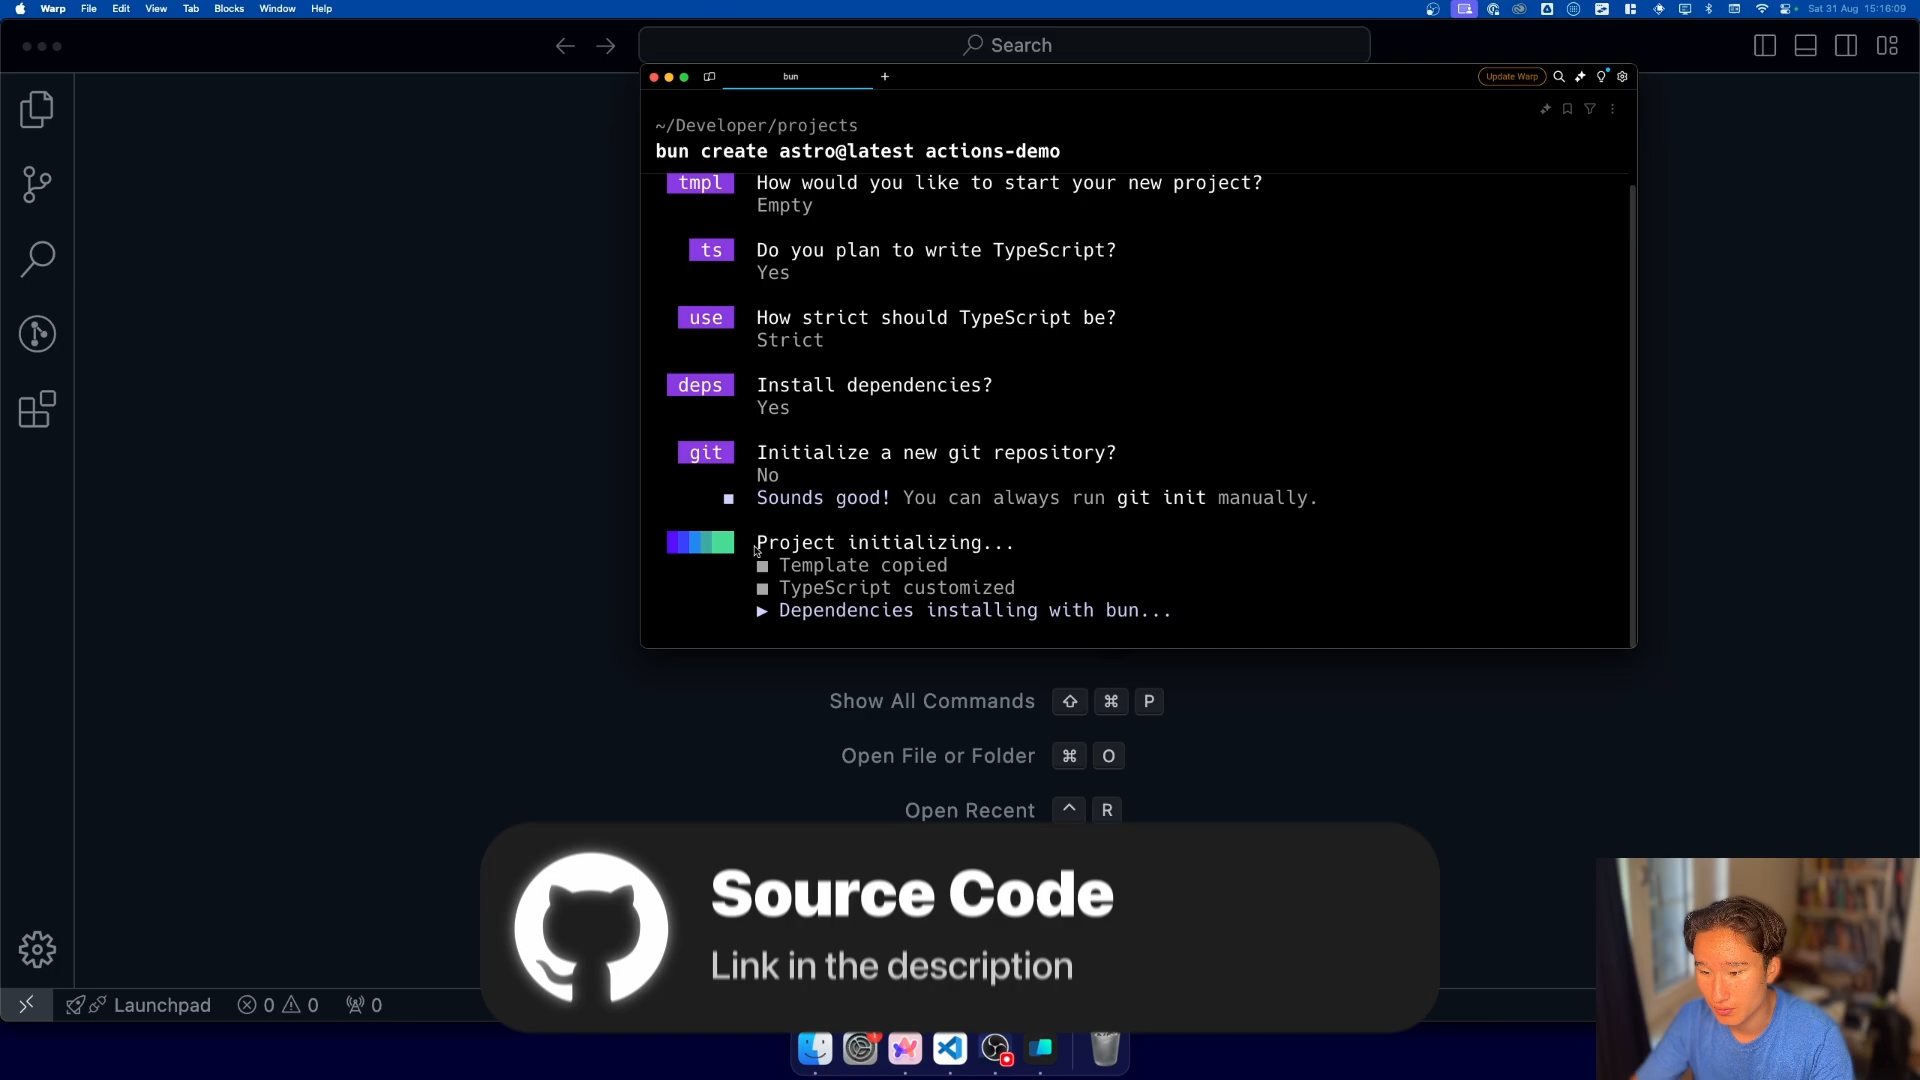 Warp File Edit View Tab Blocks Window Help
Sat 31 Aug 15:16:09
Search
bun
Update Warp
~/Developer/projects
bun create astro@latest actions-demo
tmpl How would you like to start your new project?
Empty
ts Do you plan to write TypeScript?
Yes
use How strict should TypeScript be?
Strict
deps Install dependencies?
Yes
git Initialize a new git repository?
No
Sounds good! You can always run git init manually.
Project initializing...
Template copied
TypeScript customized
Dependencies installing with bun...
Show All Commands ⇧ ⌘ P
Open File or Folder ⌘ O
Open Recent ^ R
Source Code
Link in the description
Launchpad 0 0 0